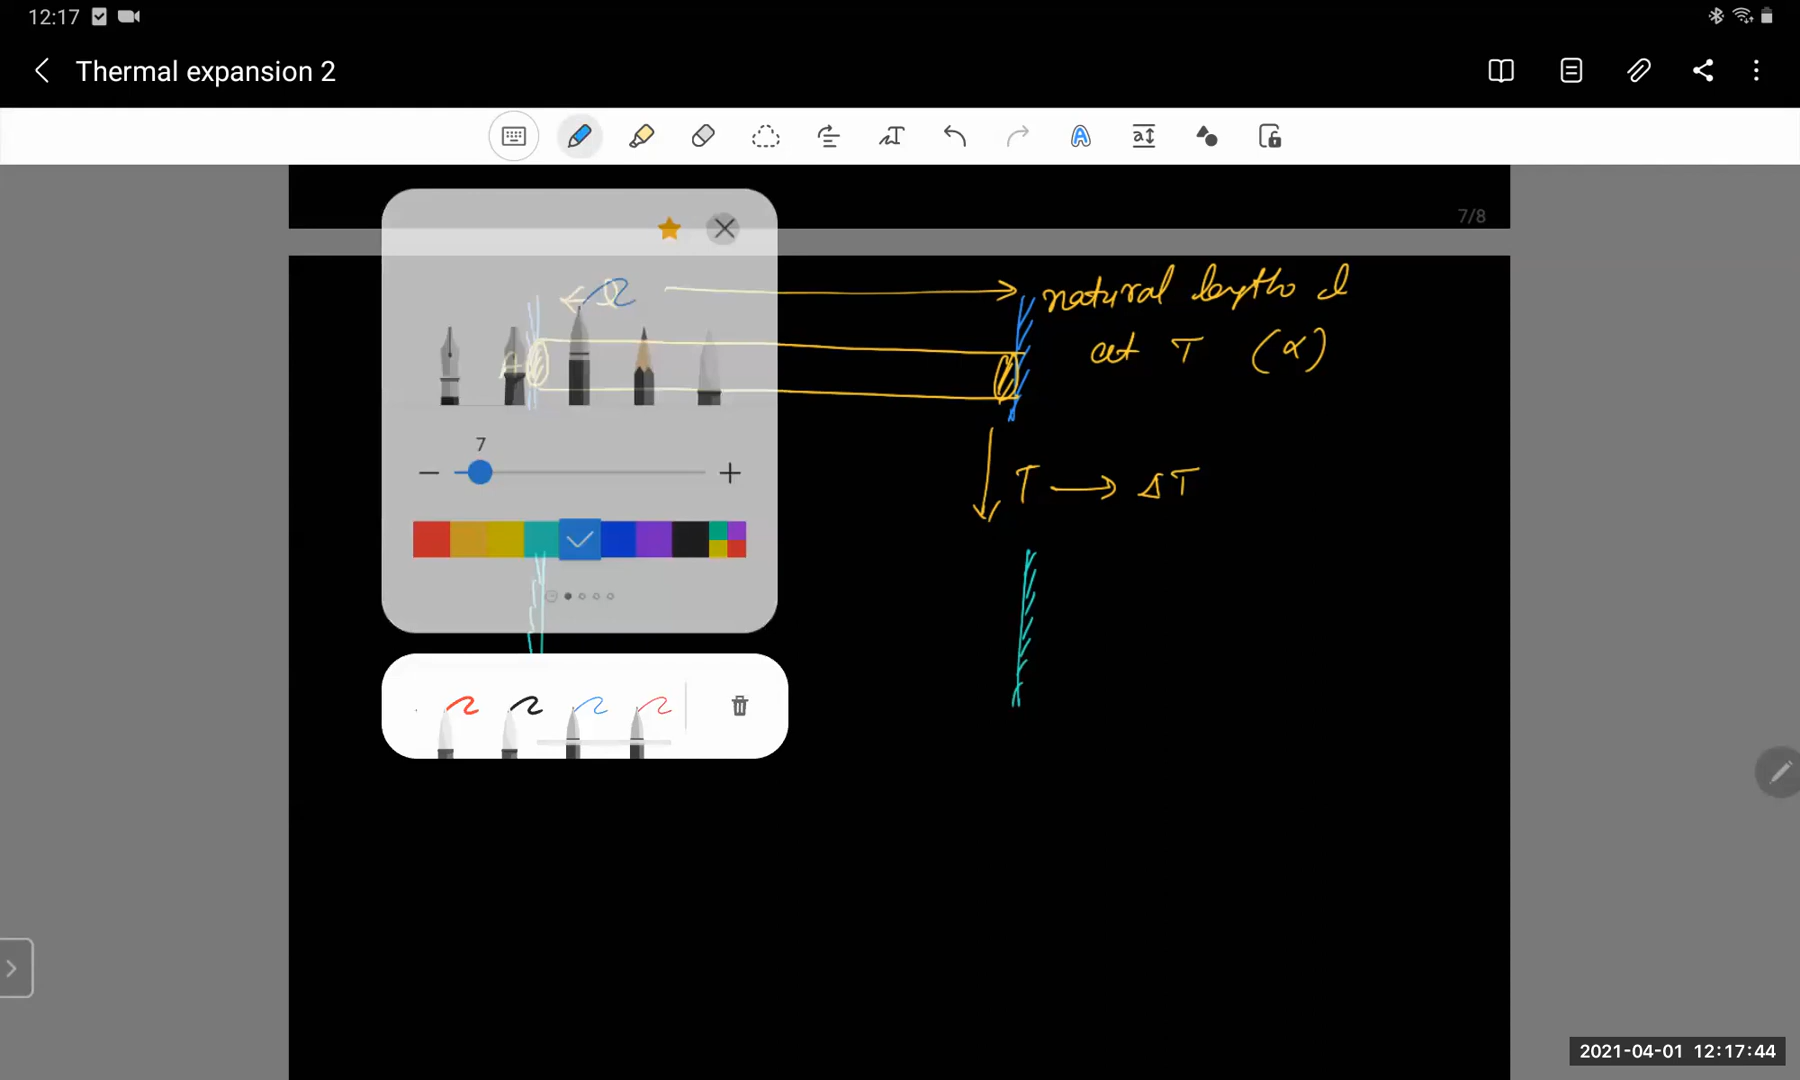 12:17
Thermal expansion 2
7/8
l
natural length l
at T (α)
A
7
T → ΔT
2021-04-01 12:17:44